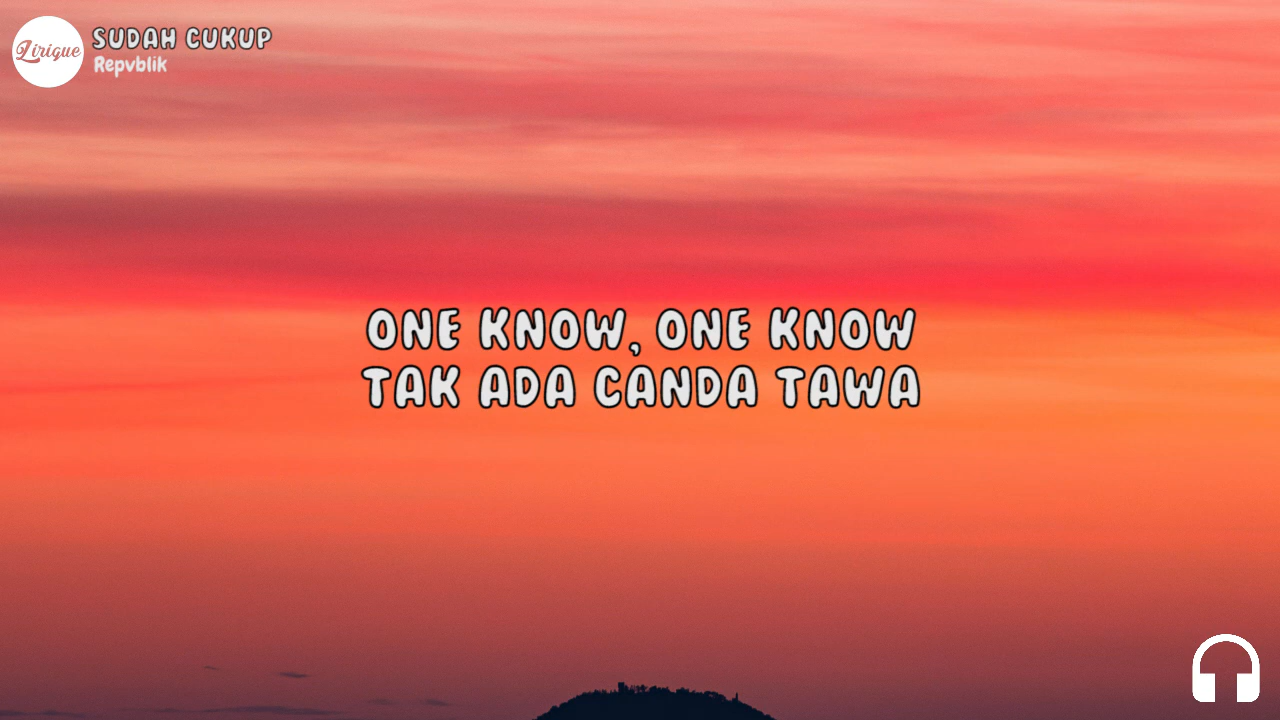 Lirique
SUDAH CUKUP
Repvblik
ONE KNOW, ONE KNOW
TAK ADA CANDA TAWA